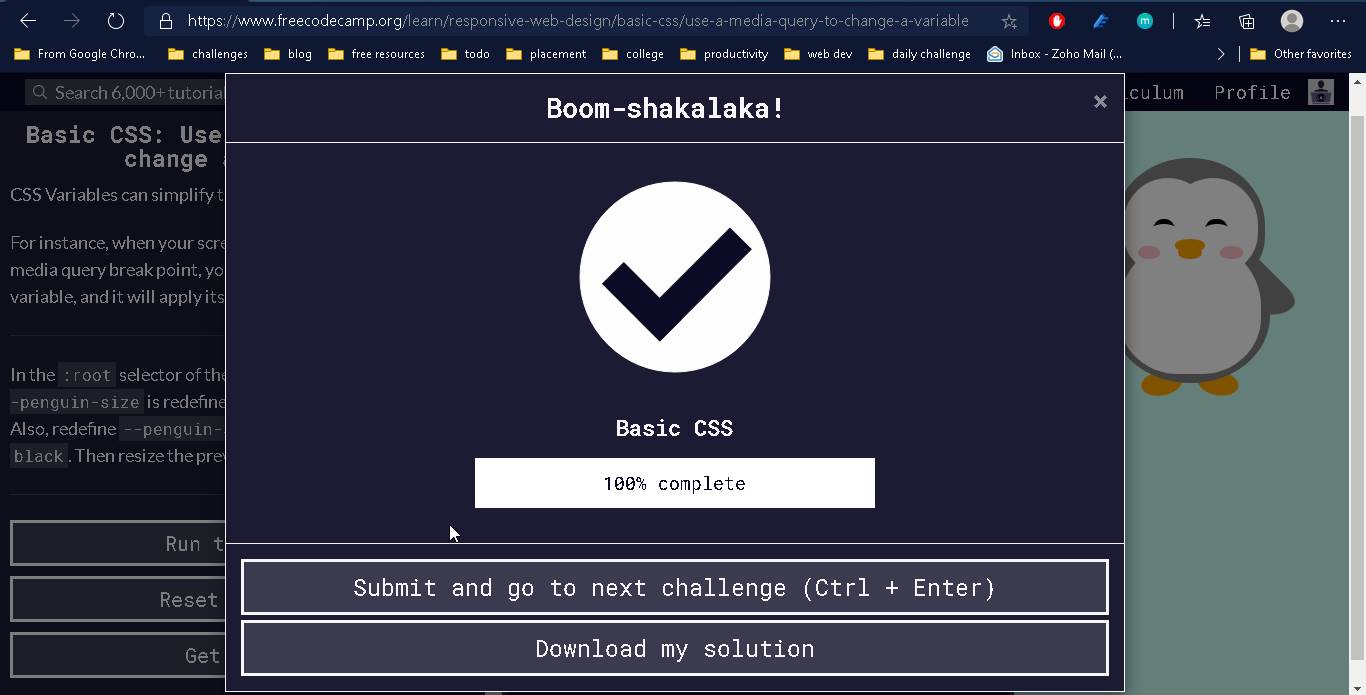 https://www.freecodecamp.org/learn/responsive-web-design/basic-css/use-a-media-query-to-change-a-variable
m
From Google Chro... challenges blog free resources todo placement college productivity web dev daily challenge Inbox - Zoho Mail (... Other favorites
Search 6,000+ tutoria
culum Profile
Boom-shakalaka!
×
Basic CSS: Use
change
CSS Variables can simplify t
For instance, when your scre
media query break point, yo
variable, and it will apply its
In the :root selector of the
-penguin-size is redefine
Also, redefine --penguin-
black. Then resize the prev
Basic CSS
100% complete
Run t
Reset
Get
Submit and go to next challenge (Ctrl + Enter)
Download my solution